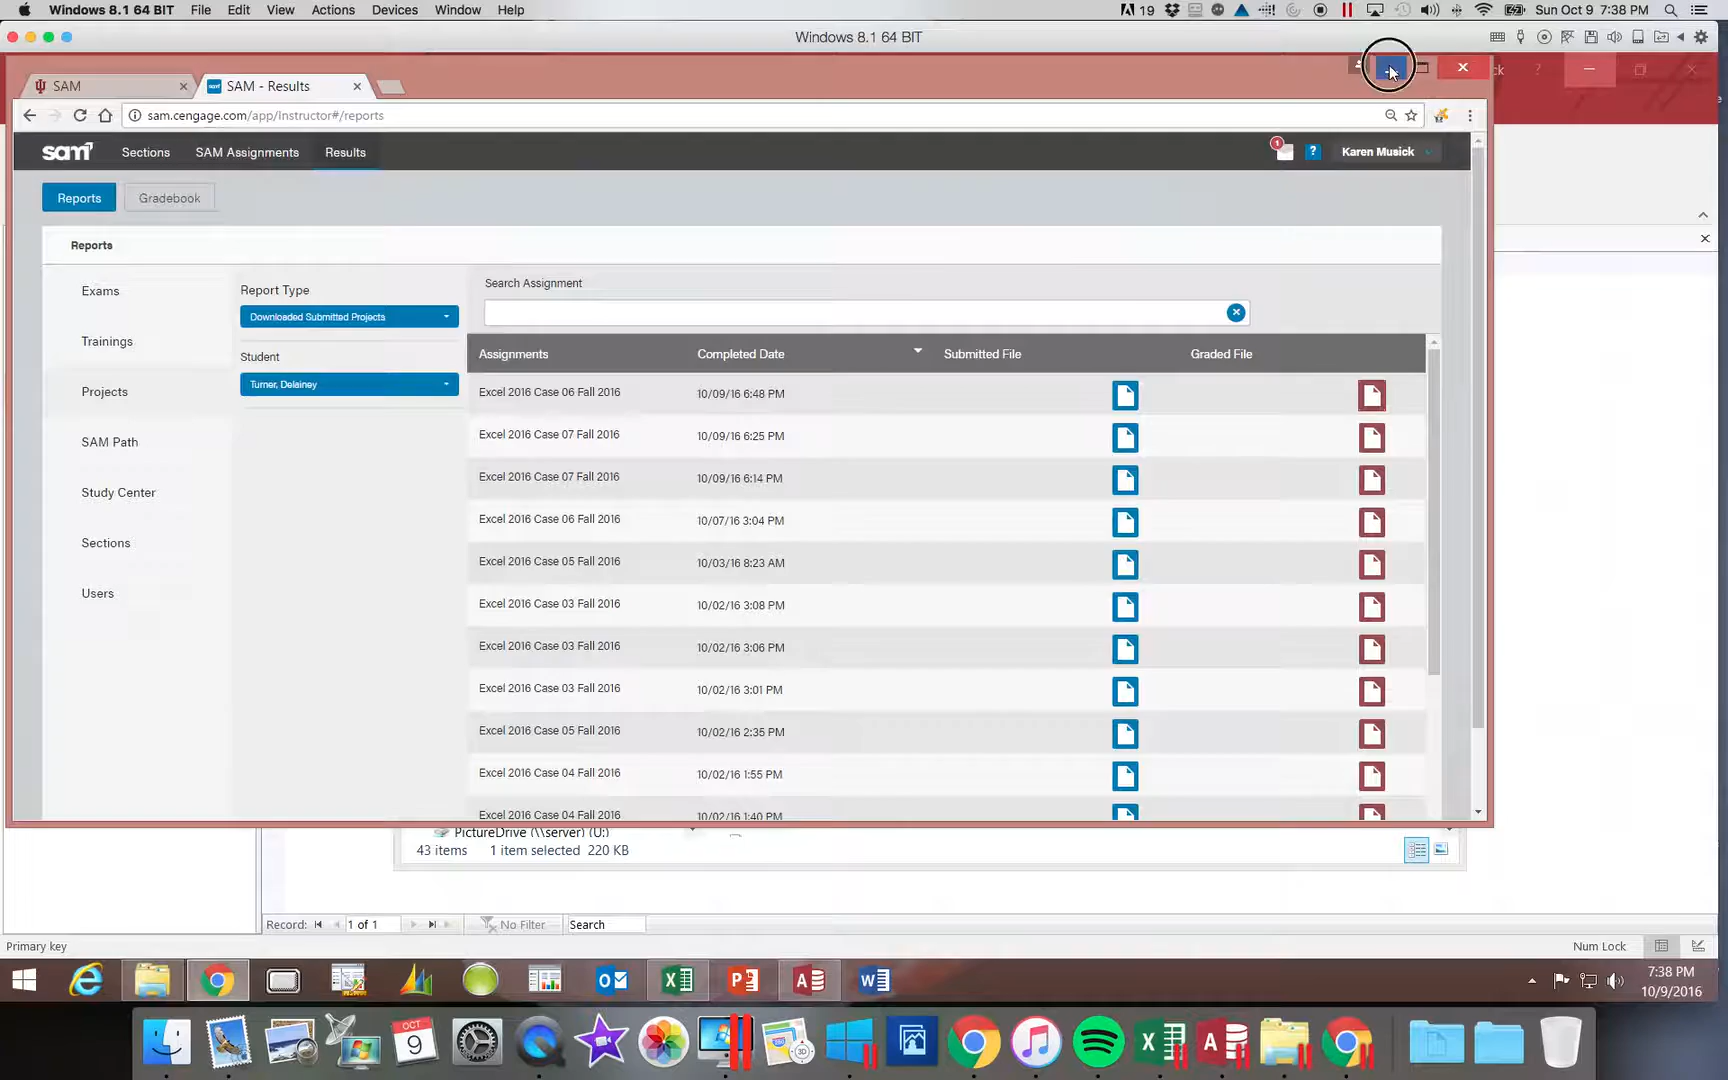 Windows 8.1 64 BIT File Edit View Actions Devices Window Help 19 Sun Oct 9 7:38 PM
Windows 8.1 64 BIT
SAM SAM - Results
sam.cengage.com/app/Instructor#/reports
sam Sections SAM Assignments Results 1 ? Karen Musick
Reports Gradebook
Reports
Exams
Trainings
Projects
SAM Path
Study Center
Sections
Users
Report Type
Downloaded Submitted Projects
Student
Turner, Delainey
Search Assignment
Assignments Completed Date Submitted File Graded File
Excel 2016 Case 06 Fall 2016 10/09/16 6:48 PM
Excel 2016 Case 07 Fall 2016 10/09/16 6:25 PM
Excel 2016 Case 07 Fall 2016 10/09/16 6:14 PM
Excel 2016 Case 06 Fall 2016 10/07/16 3:04 PM
Excel 2016 Case 05 Fall 2016 10/03/16 8:23 AM
Excel 2016 Case 03 Fall 2016 10/02/16 3:08 PM
Excel 2016 Case 03 Fall 2016 10/02/16 3:06 PM
Excel 2016 Case 03 Fall 2016 10/02/16 3:01 PM
Excel 2016 Case 05 Fall 2016 10/02/16 2:35 PM
Excel 2016 Case 04 Fall 2016 10/02/16 1:55 PM
Excel 2016 Case 04 Fall 2016 10/02/16 1:40 PM
PictureDrive (\\server) (U:)
43 items 1 item selected 220 KB
Record: 1 of 1 No Filter Search
Primary key Num Lock
7:38 PM
10/9/2016
OCT
9
3D